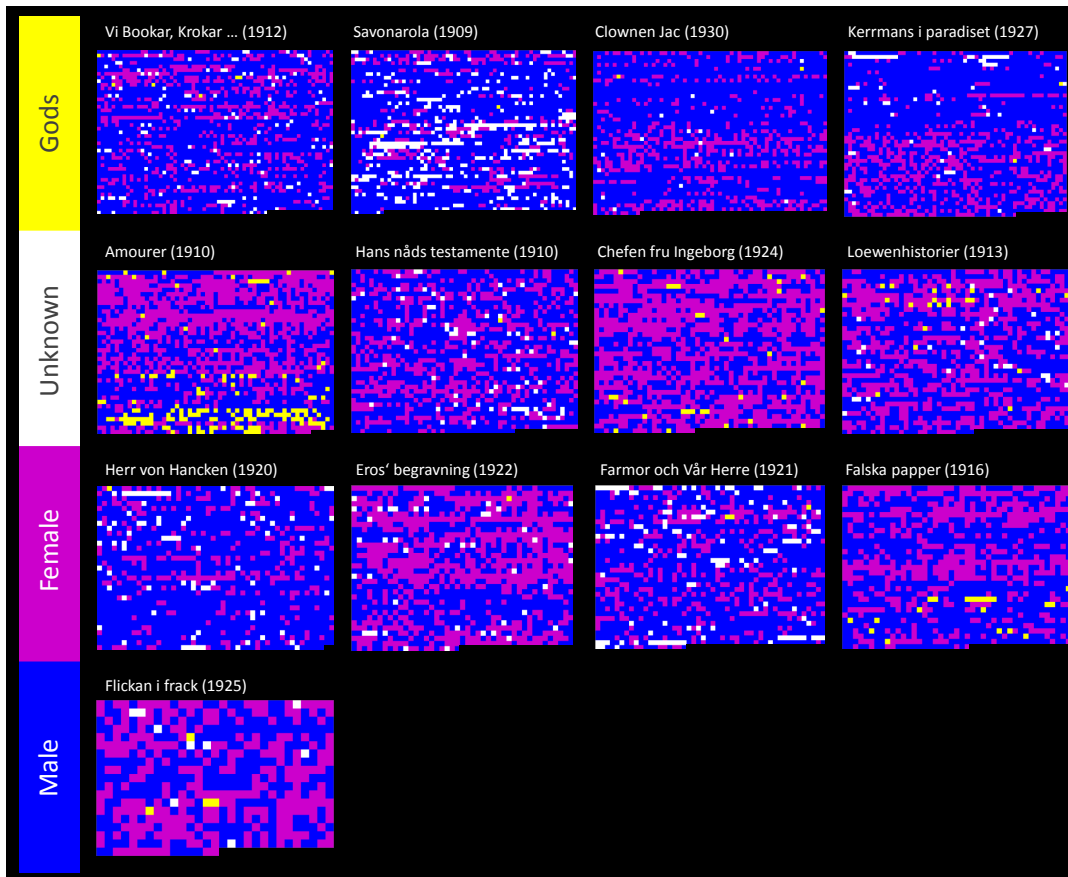 Gods
Unknown
Female
Male
Vi Bookar, Krokar ... (1912)
Savonarola (1909)
Clownen Jac (1930)
Kerrmans i paradiset (1927)
Amourer (1910)
Hans nåds testamente (1910)
Chefen fru Ingeborg (1924)
Loewenhistorier (1913)
Herr von Hancken (1920)
Eros‘ begravning (1922)
Farmor och Vår Herre (1921)
Falska papper (1916)
Flickan i frack (1925)